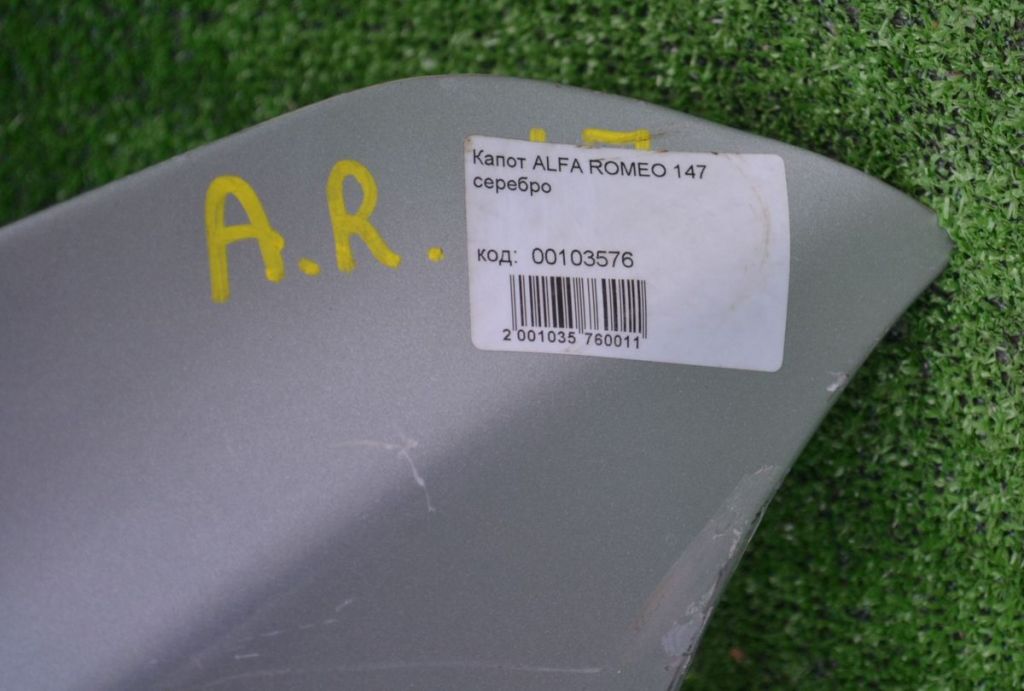 A.R.
Капот ALFA ROMEO 147
серебро
код: 00103576
2 001035 760011